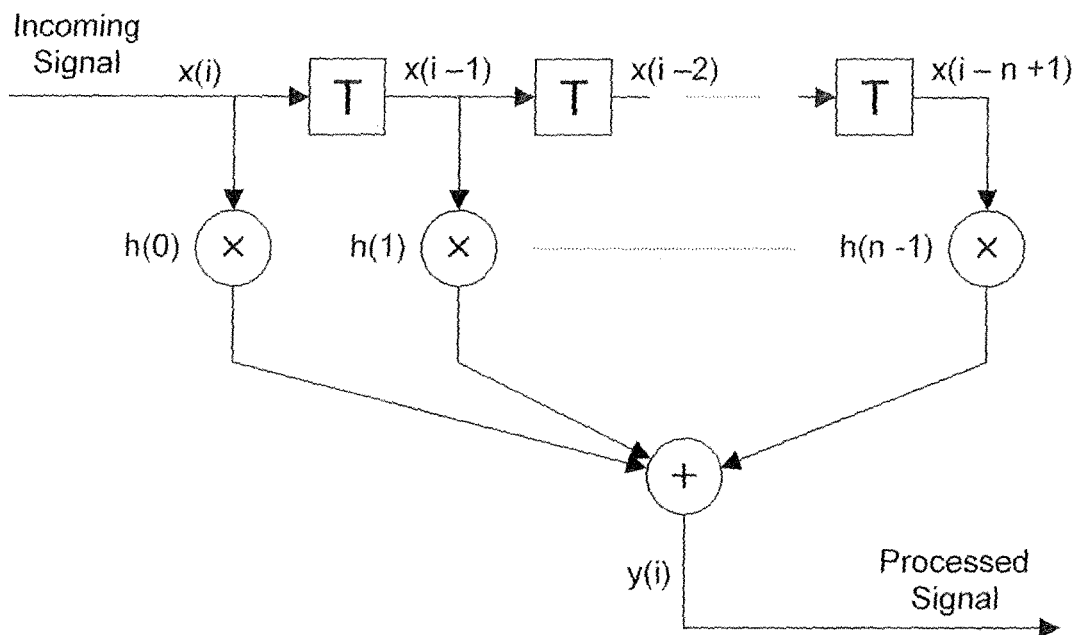 Incoming
Signal
x(i)
x(i –1)
x(i –2)
x(i – n +1)
T
T
T
h(0)
×
h(1)
×
h(n -1)
×
+
y(i)
Processed
Signal